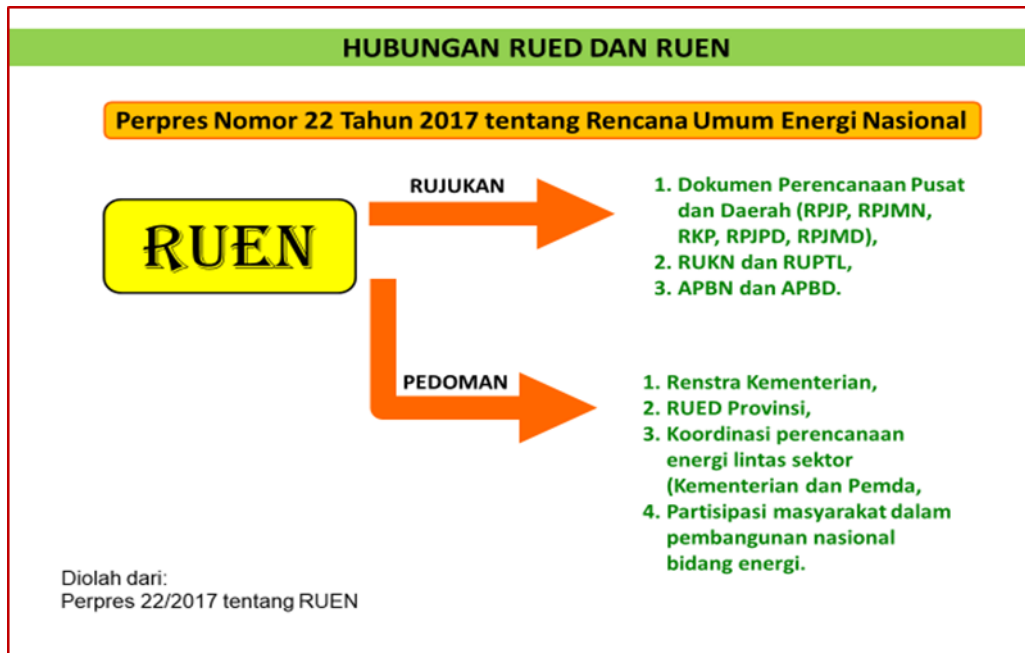 HUBUNGAN RUED DAN RUEN
Perpres Nomor 22 Tahun 2017 tentang Rencana Umum Energi Nasional
RUEN
RUJUKAN
1. Dokumen Perencanaan Pusat
dan Daerah (RPJP, RPJMN,
RKP, RPJPD, RPJMD),
2. RUKN dan RUPTL,
3. APBN dan APBD.
PEDOMAN
1. Renstra Kementerian,
2. RUED Provinsi,
3. Koordinasi perencanaan
energi lintas sektor
(Kementerian dan Pemda,
4. Partisipasi masyarakat dalam
pembangunan nasional
bidang energi.
Diolah dari:
Perpres 22/2017 tentang RUEN